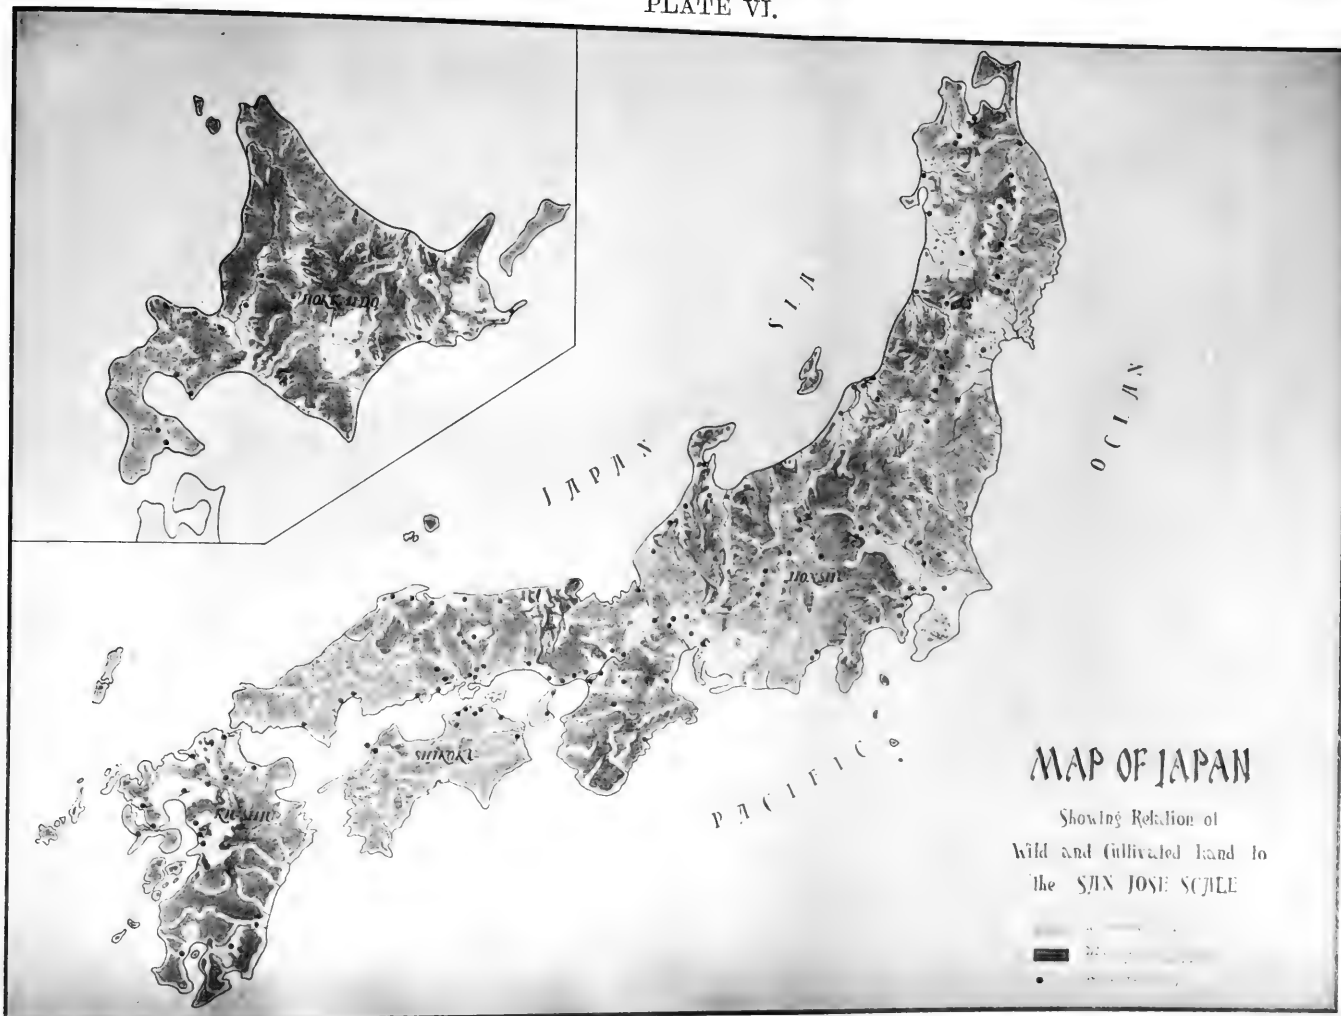 PLATE VI.
HOKKAIDO
JAPAN SEA
OCEAN
HONSHU
SHIKOKU
KIUSHIU
PACIFIC
MAP OF JAPAN
Showing Relation of
Wild and Cultivated Land to
the SAN JOSE SCALE